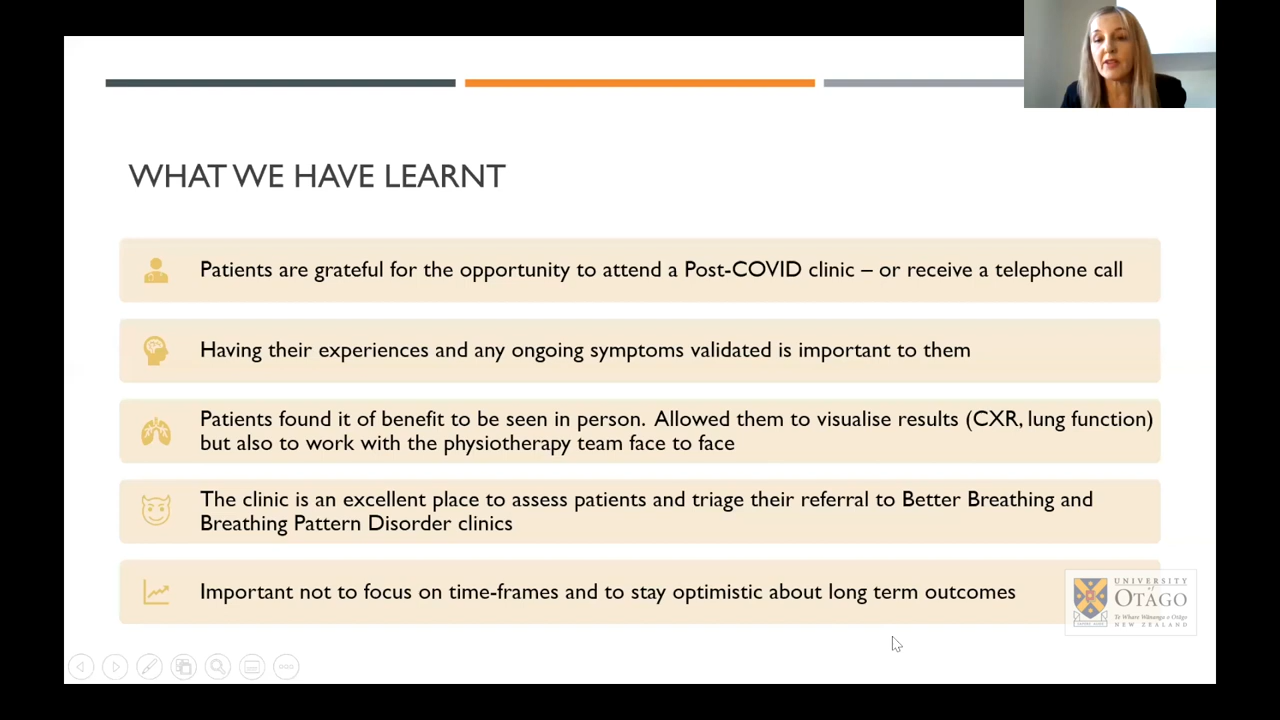 WHAT WE HAVE LEARNT
Patients are grateful for the opportunity to attend a Post-COVID clinic – or receive a telephone call
Having their experiences and any ongoing symptoms validated is important to them
Patients found it of benefit to be seen in person. Allowed them to visualise results (CXR, lung function)
but also to work with the physiotherapy team face to face
The clinic is an excellent place to assess patients and triage their referral to Better Breathing and
Breathing Pattern Disorder clinics
Important not to focus on time-frames and to stay optimistic about long term outcomes
UNIVERSITY
of
OTAGO
Te Whare Wānanga o Otāgo
NEW ZEALAND